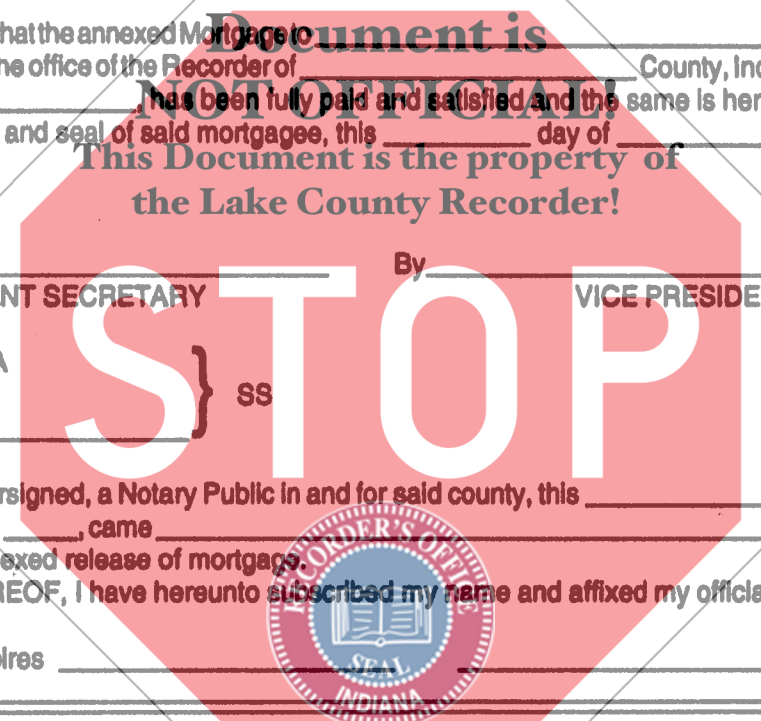 hat the annexed Mortgage to
Document is
he office of the Recorder of County, Ind
NOT OFFICIAL!
, has been fully paid and satisfied and the same is her
and seal of said mortgagee, this day of
This Document is the property of
the Lake County Recorder!
By
NT SECRETARY VICE PRESIDE
STOP
A
} SS
rsigned, a Notary Public in and for said county, this
, came
exed release of mortgage.
REOF, I have hereunto subscribed my name and affixed my officia
RECORDER'S OFFICE
SEAL
INDIANA
ires